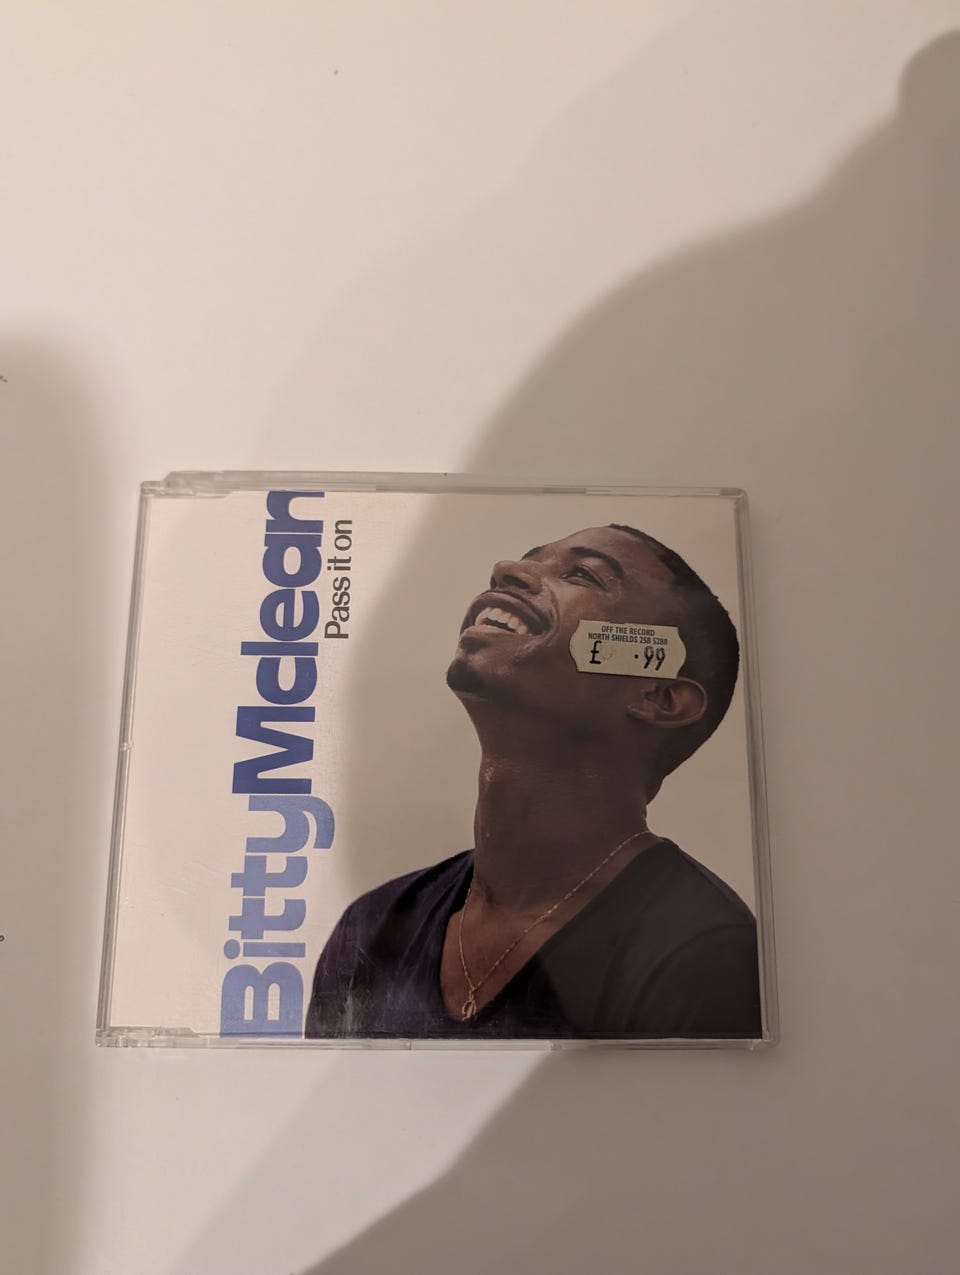 BittyMclean
Pass it on
OFF THE RECORD
NORTH SHIELDS 258 5288
£ .99